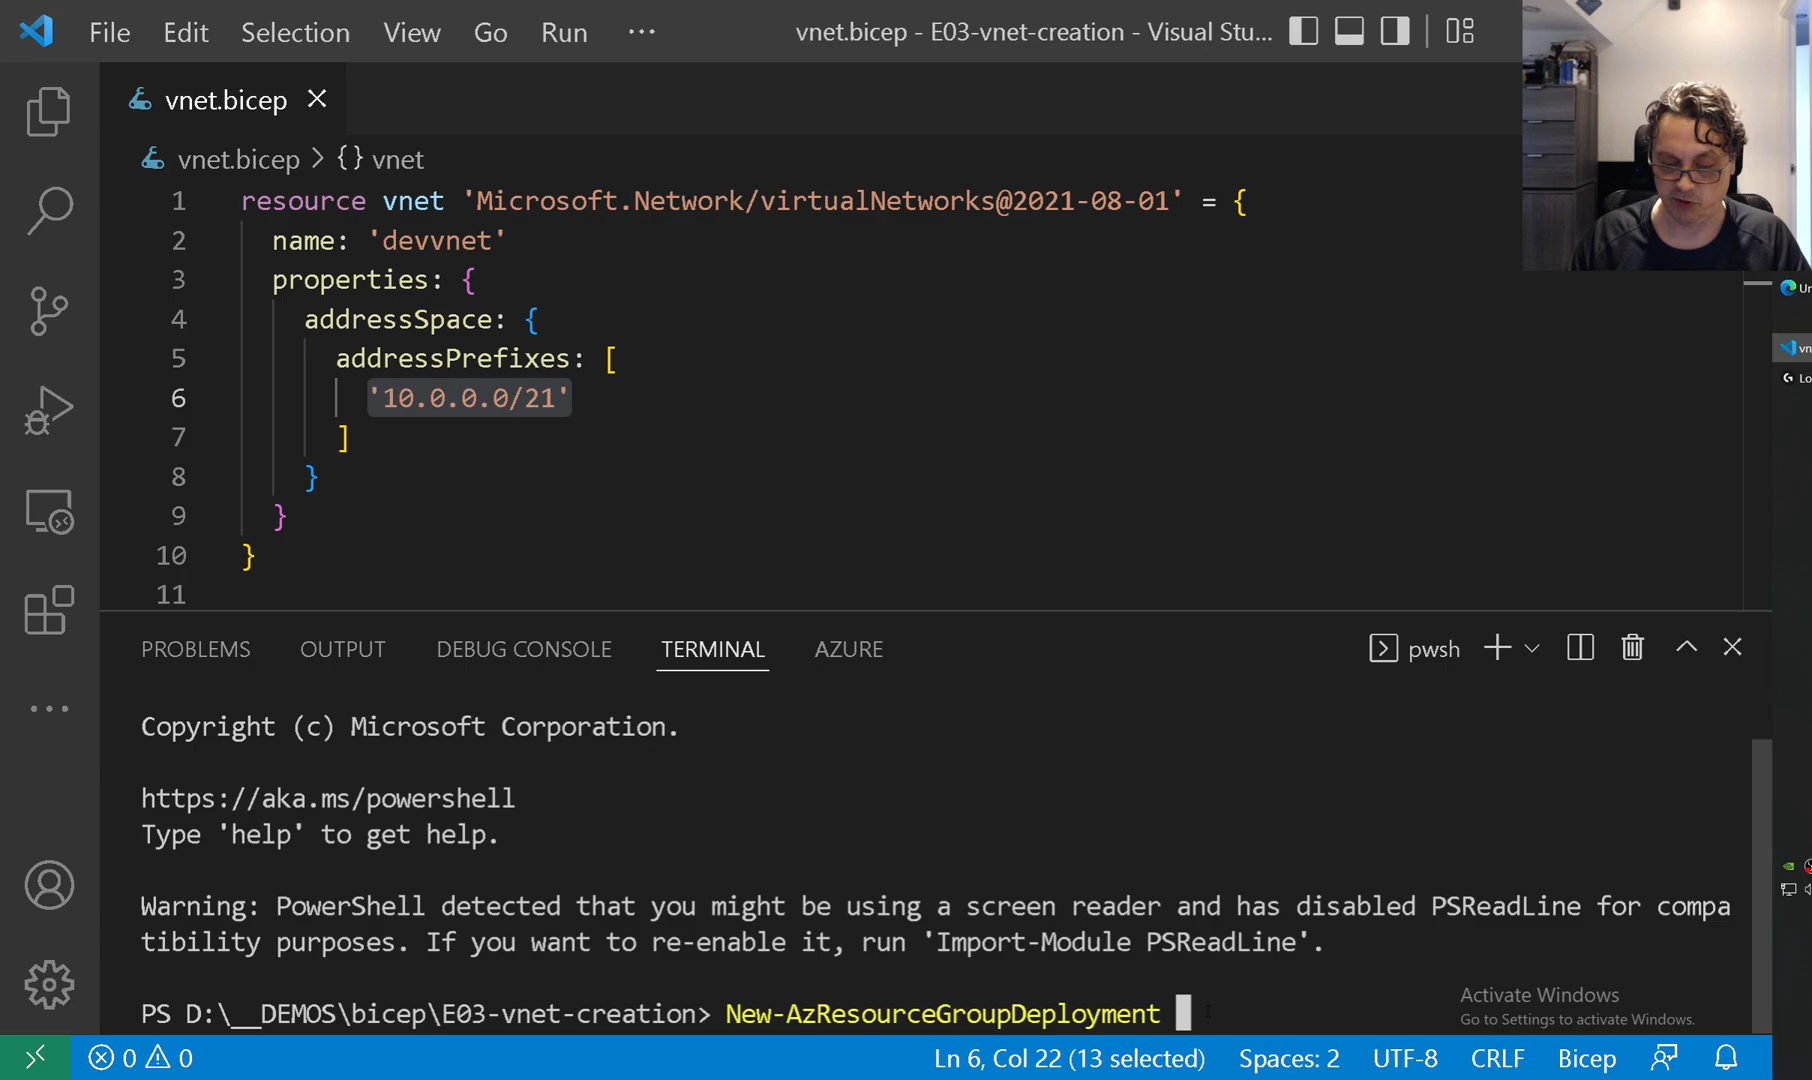 File Edit Selection View Go Run ··· vnet.bicep - E03-vnet-creation - Visual Stu...
vnet.bicep
vnet.bicep > {} vnet
1 resource vnet 'Microsoft.Network/virtualNetworks@2021-08-01' = {
2 name: 'devvnet'
3 properties: {
4 addressSpace: {
5 addressPrefixes: [
6 '10.0.0.0/21'
7 ]
8 }
9 }
10 }
11
PROBLEMS OUTPUT DEBUG CONSOLE TERMINAL AZURE pwsh
Copyright (c) Microsoft Corporation.
https://aka.ms/powershell
Type 'help' to get help.
Warning: PowerShell detected that you might be using a screen reader and has disabled PSReadLine for compa
tibility purposes. If you want to re-enable it, run 'Import-Module PSReadLine'.
PS D:\__DEMOS\bicep\E03-vnet-creation> New-AzResourceGroupDeployment
Activate Windows
Go to Settings to activate Windows.
0 0 Ln 6, Col 22 (13 selected) Spaces: 2 UTF-8 CRLF Bicep